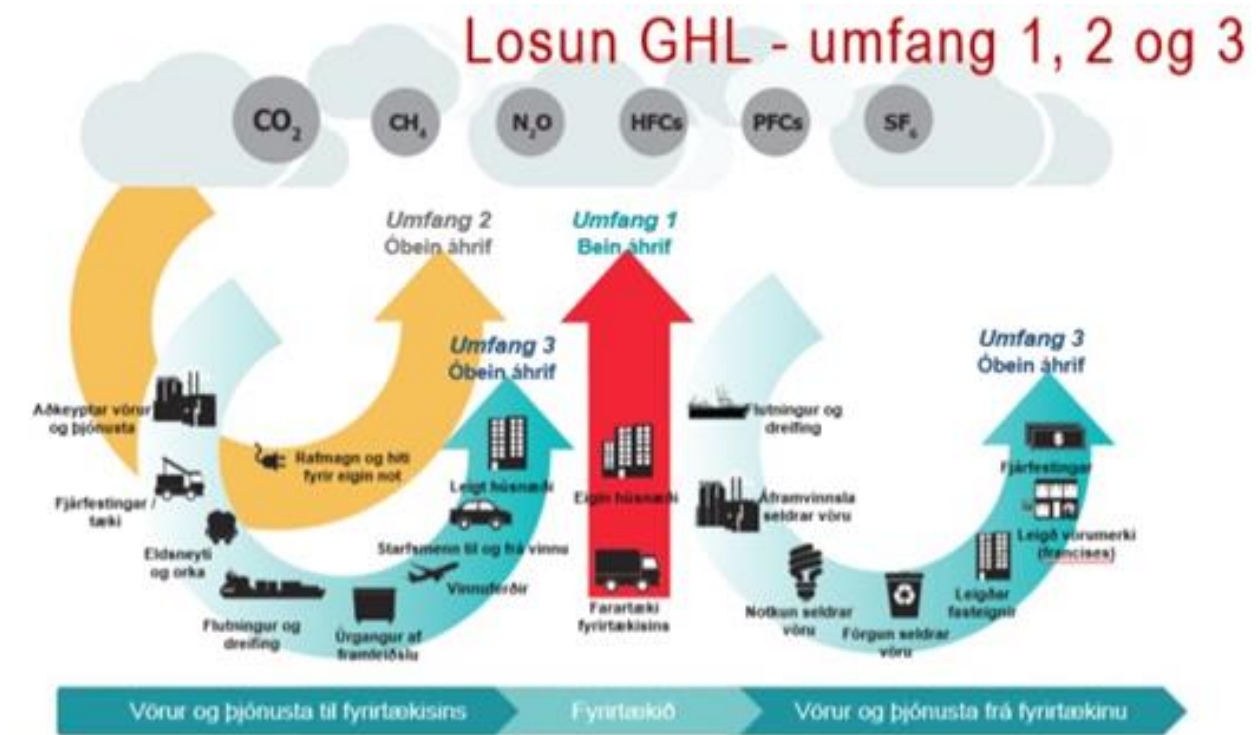 Losun GHL - umfang 1, 2 og 3
CO₂
CH₄
N₂O
HFCs
PFCs
SF₆
Umfang 2
Óbein áhrif
Umfang 1
Bein áhrif
Umfang 3
Óbein áhrif
Umfang 3
Óbein áhrif
Aðkeyptar vörur
og þjónusta
Fjárfestingar /
tæki
Eldsneyti
og orka
Flutningur og
dreifing
Úrgangur af
framleiðslu
Vinnuferðir
Starfsmenn til og frá vinnu
Leigt húsnæði
Rafmagn og hiti
fyrir eigin not
Eigin húsnæði
Farartæki
fyrirtækisins
Flutningur og
dreifing
Áframvinnsla
seldrar vöru
Notkun seldrar
vöru
Förgun seldrar
vöru
Leigðar
fasteignir
Leigð vörumerki
(francises)
Fjárfestingar
Vörur og þjónusta til fyrirtækisins
Fyrirtækið
Vörur og þjónusta frá fyrirtækinu